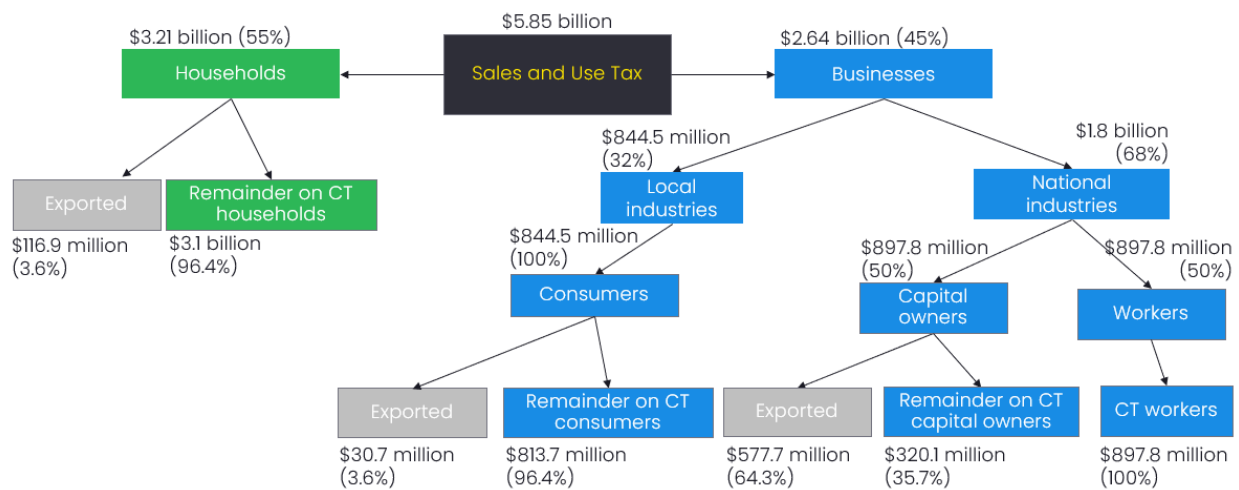 $5.85 billion
Sales and Use Tax
$3.21 billion (55%)
Households
$2.64 billion (45%)
Businesses
Exported
$116.9 million
(3.6%)
Remainder on CT
households
$3.1 billion
(96.4%)
$844.5 million
(32%)
Local
industries
$1.8 billion
(68%)
National
industries
$844.5 million
(100%)
Consumers
$897.8 million
(50%)
Capital
owners
$897.8 million
(50%)
Workers
Exported
$30.7 million
(3.6%)
Remainder on CT
consumers
$813.7 million
(96.4%)
Exported
$577.7 million
(64.3%)
Remainder on CT
capital owners
$320.1 million
(35.7%)
CT workers
$897.8 million
(100%)